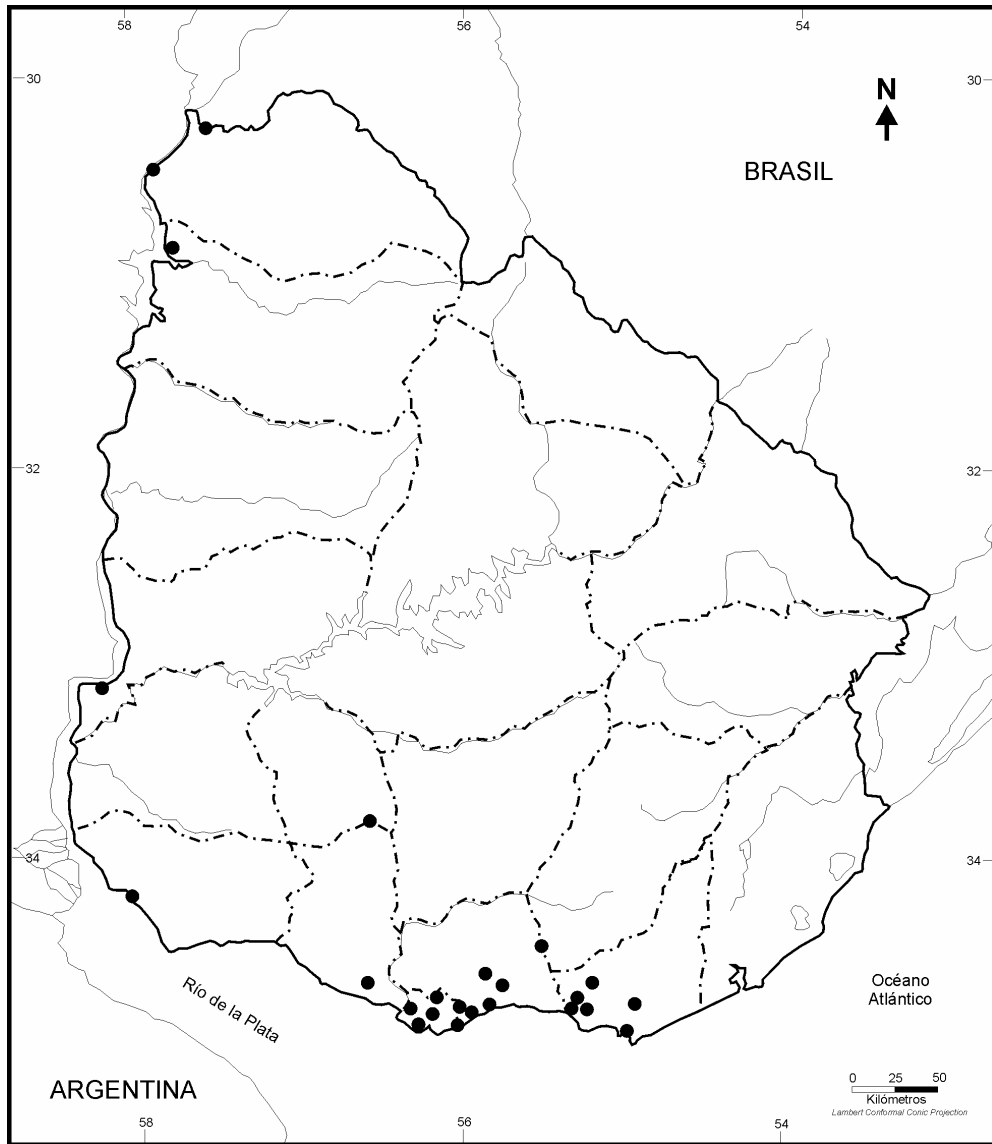 58 56 54
30 30
N
BRASIL
32 32
34 34
Océano
Atlántico
Río de la Plata
ARGENTINA
0 25 50
Kilómetros
Lambert Conformal Conic Projection
58 56 54